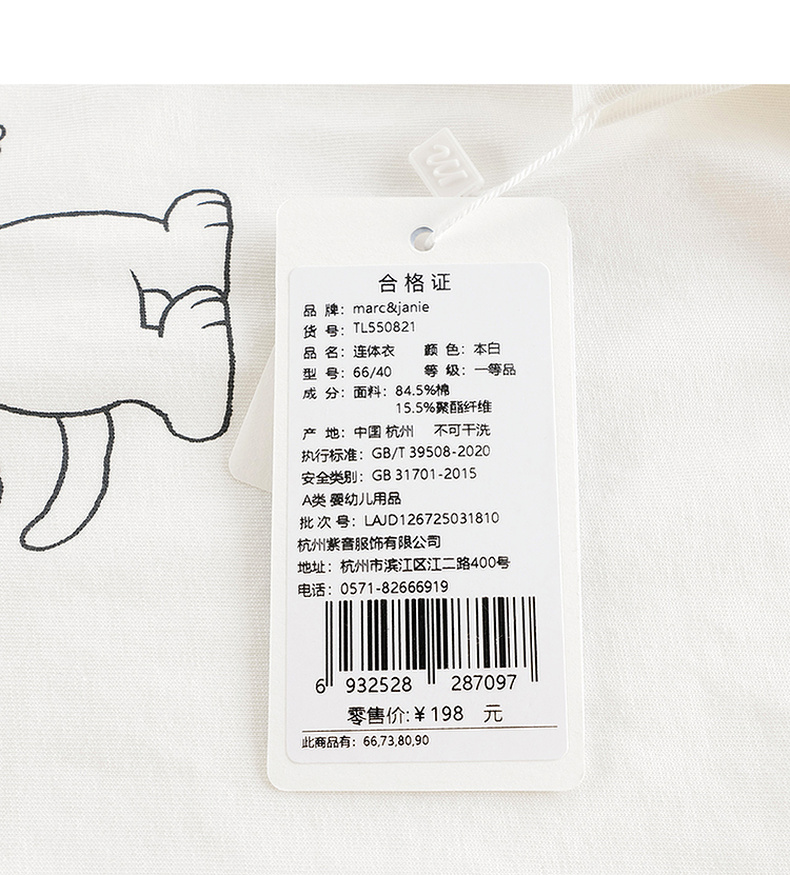 合格证
品 牌：marc&janie
货 号：TL550821
品 名：连体衣 颜 色：本白
型 号：66/40 等 级：一等品
成 分：面料：84.5%棉
15.5%聚酯纤维
产 地：中国 杭州 不可干洗
执行标准：GB/T 39508-2020
安全类别：GB 31701-2015
A类 婴幼儿用品
批 次 号：LAJD126725031810
杭州紫音服饰有限公司
地址：杭州市滨江区江二路400号
电话：0571-82666919
6 932528 287097
零售价:￥198 元
此商品有：66,73,80,90